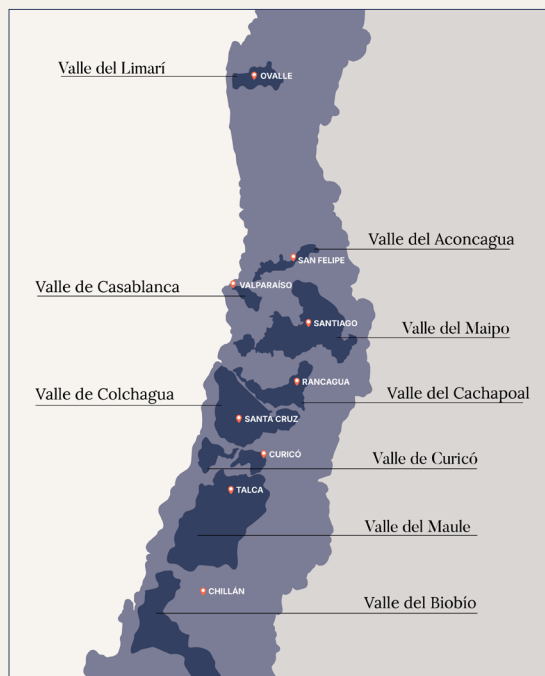 Valle del Limarí
OVALLE
Valle del Aconcagua
SAN FELIPE
Valle de Casablanca
VALPARAÍSO
SANTIAGO
Valle del Maipo
RANCAGUA
Valle de Colchagua
Valle del Cachapoal
SANTA CRUZ
CURICÓ
Valle de Curicó
TALCA
Valle del Maule
CHILLÁN
Valle del Biobío